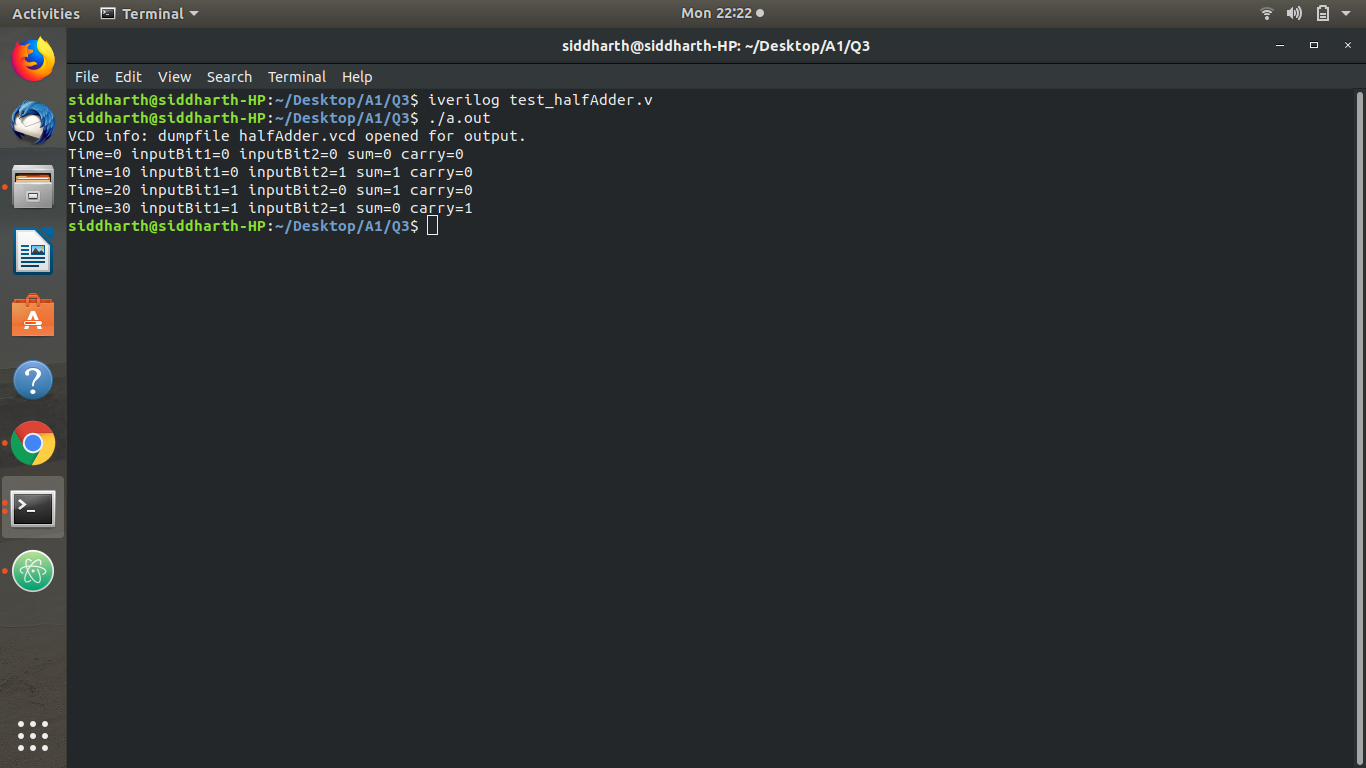 Activities Terminal Mon 22:22
siddharth@siddharth-HP: ~/Desktop/A1/Q3
File Edit View Search Terminal Help
siddharth@siddharth-HP:~/Desktop/A1/Q3$ iverilog test_halfAdder.v
siddharth@siddharth-HP:~/Desktop/A1/Q3$ ./a.out
VCD info: dumpfile halfAdder.vcd opened for output.
Time=0 inputBit1=0 inputBit2=0 sum=0 carry=0
Time=10 inputBit1=0 inputBit2=1 sum=1 carry=0
Time=20 inputBit1=1 inputBit2=0 sum=1 carry=0
Time=30 inputBit1=1 inputBit2=1 sum=0 carry=1
siddharth@siddharth-HP:~/Desktop/A1/Q3$